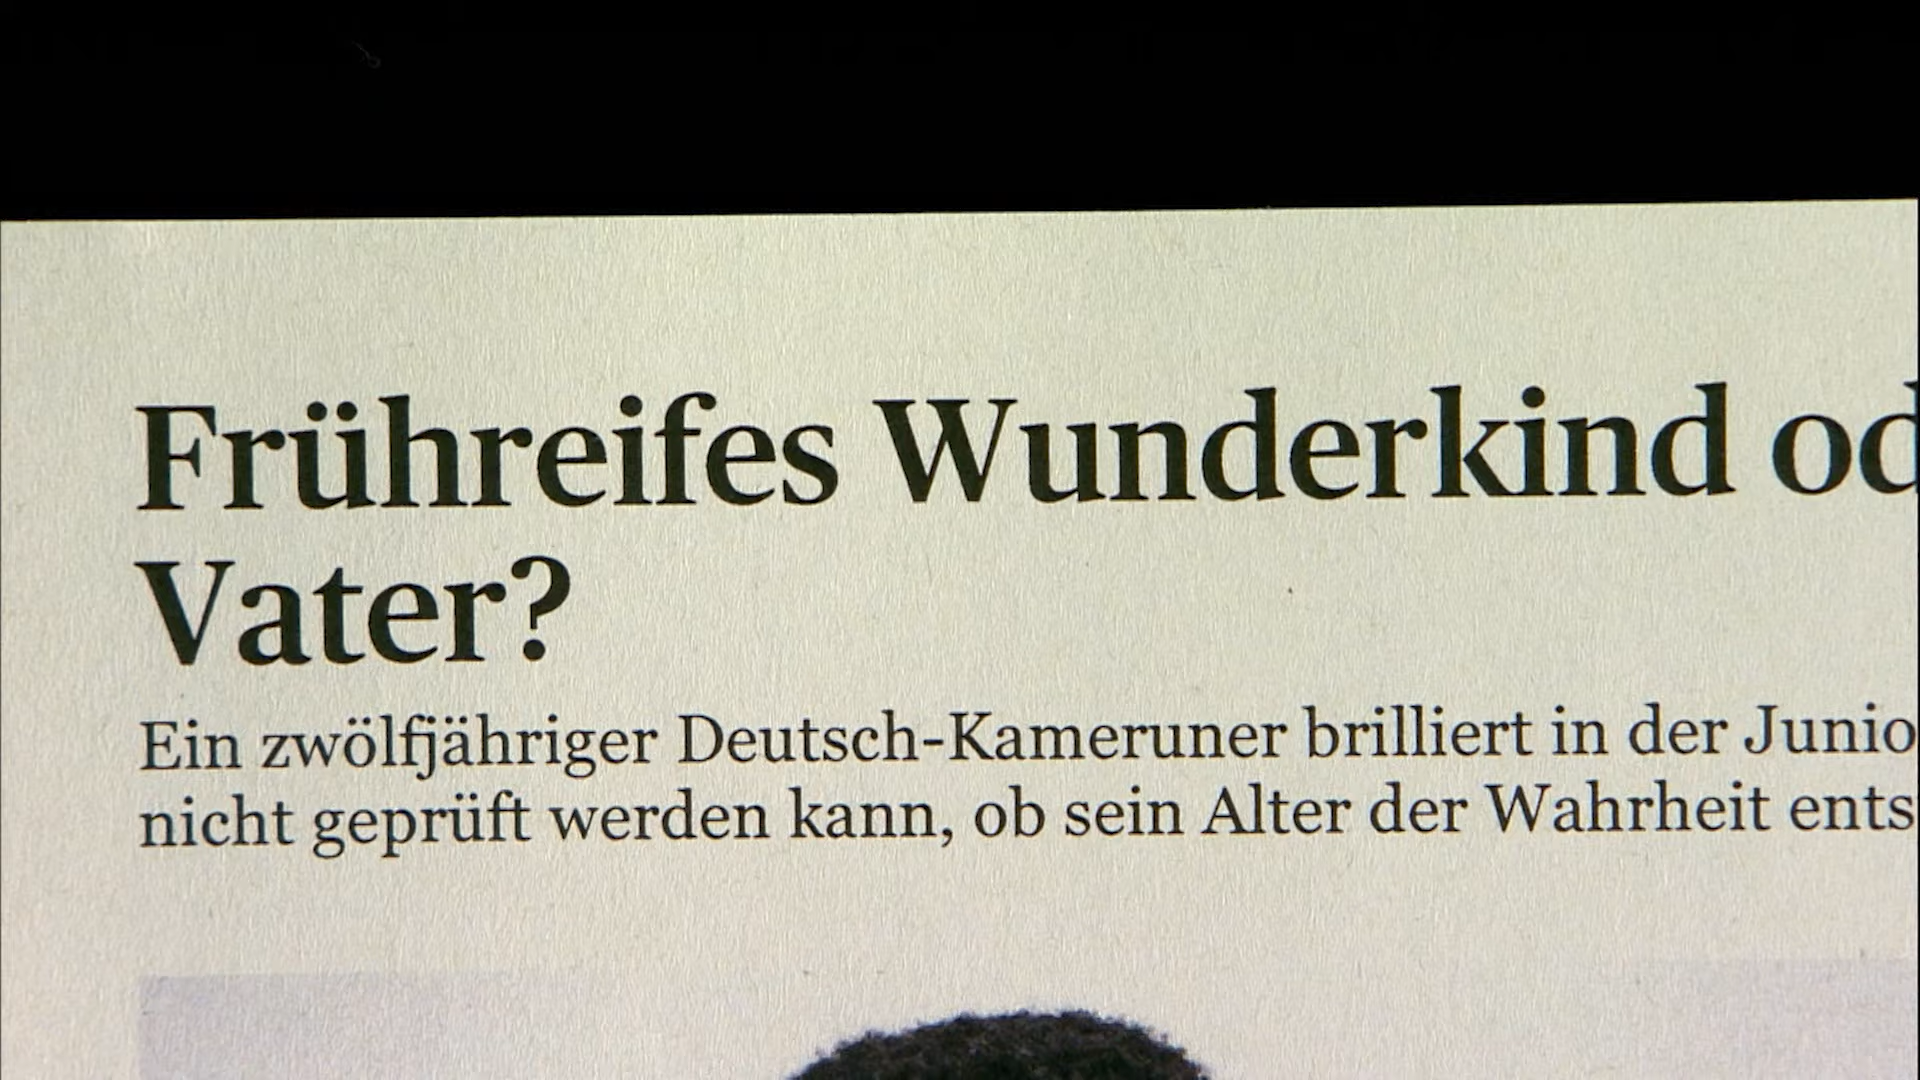 Frühreifes Wunderkind od
Vater?
Ein zwölfjähriger Deutsch-Kameruner brilliert in der Junio
nicht geprüft werden kann, ob sein Alter der Wahrheit ents